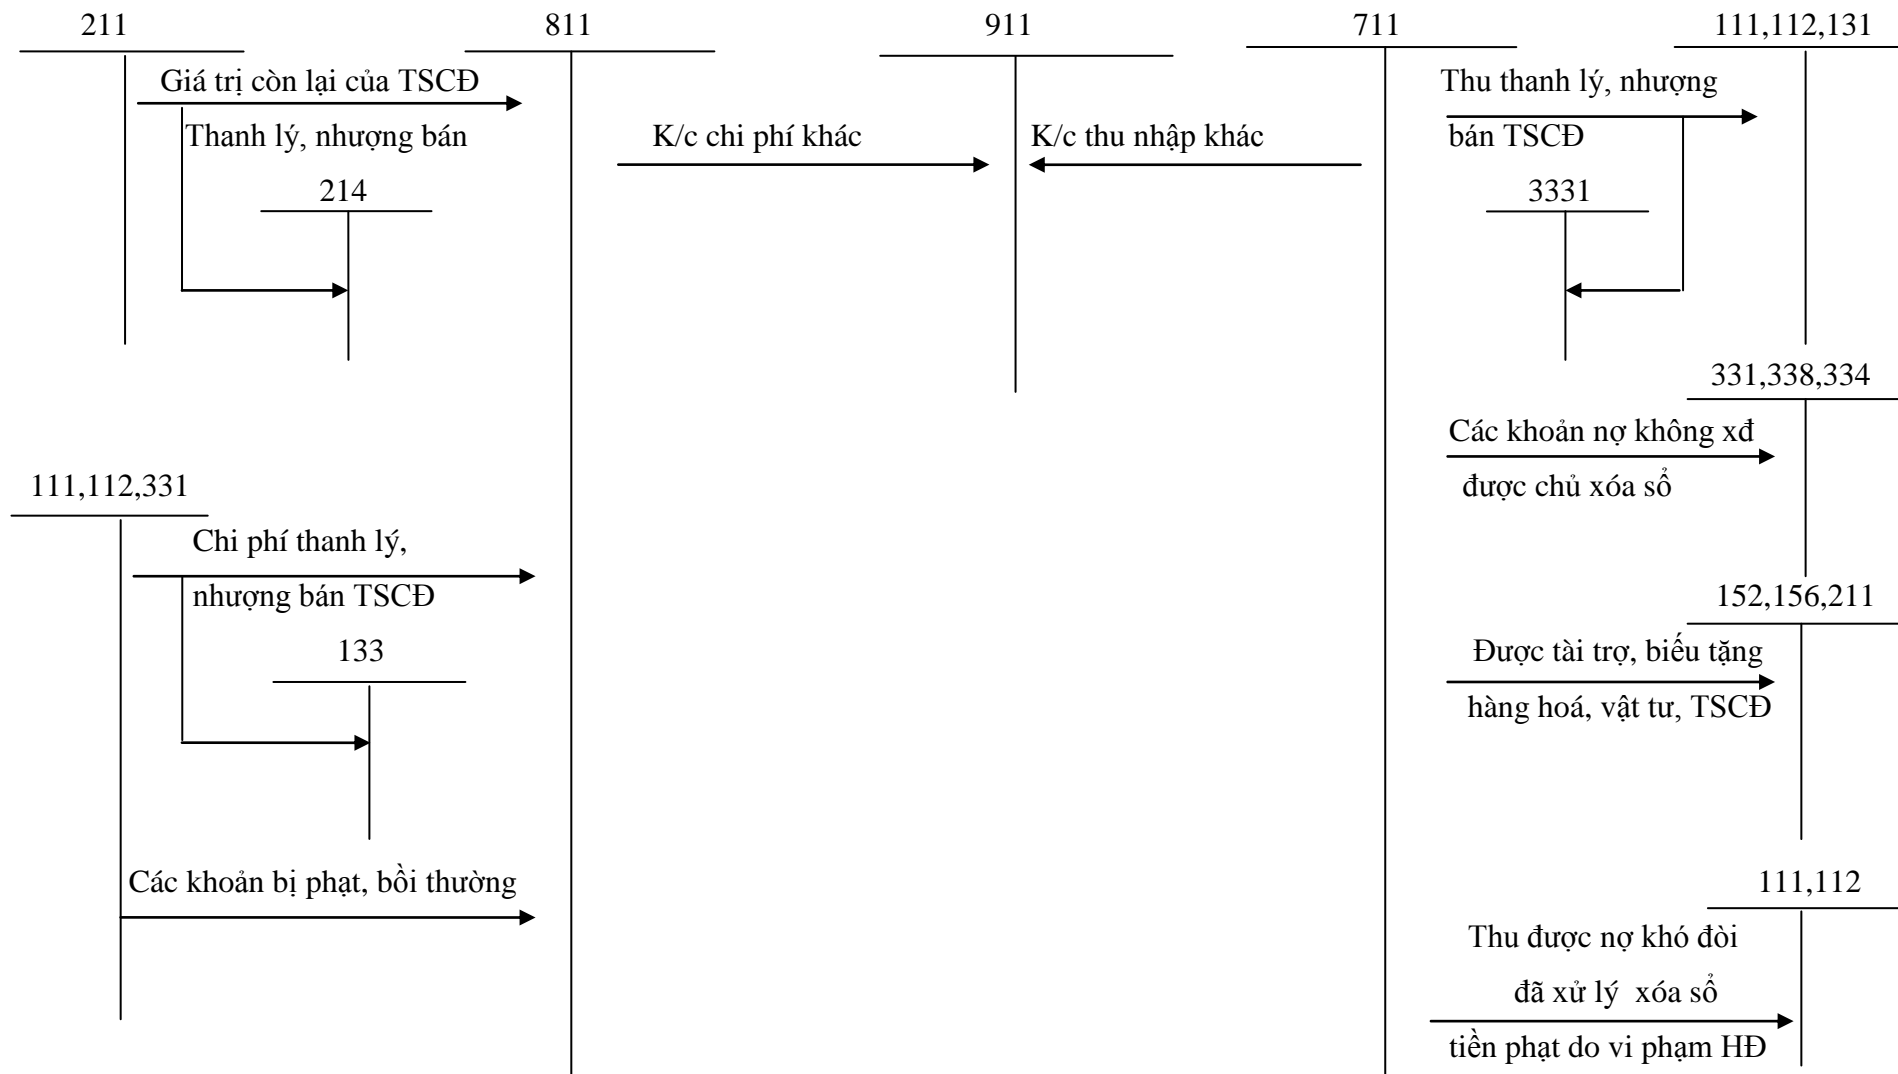 211
811
911
711
111,112,131
Giá trị còn lại của TSCĐ
Thanh lý, nhượng bán
214
K/c chi phí khác
K/c thu nhập khác
Thu thanh lý, nhượng
bán TSCĐ
3331
331,338,334
Các khoản nợ không xđ
được chủ xóa sổ
111,112,331
Chi phí thanh lý,
nhượng bán TSCĐ
133
152,156,211
Được tài trợ, biếu tặng
hàng hoá, vật tư, TSCĐ
Các khoản bị phạt, bồi thường
111,112
Thu được nợ khó đòi
đã xử lý xóa sổ
tiền phạt do vi phạm HĐ